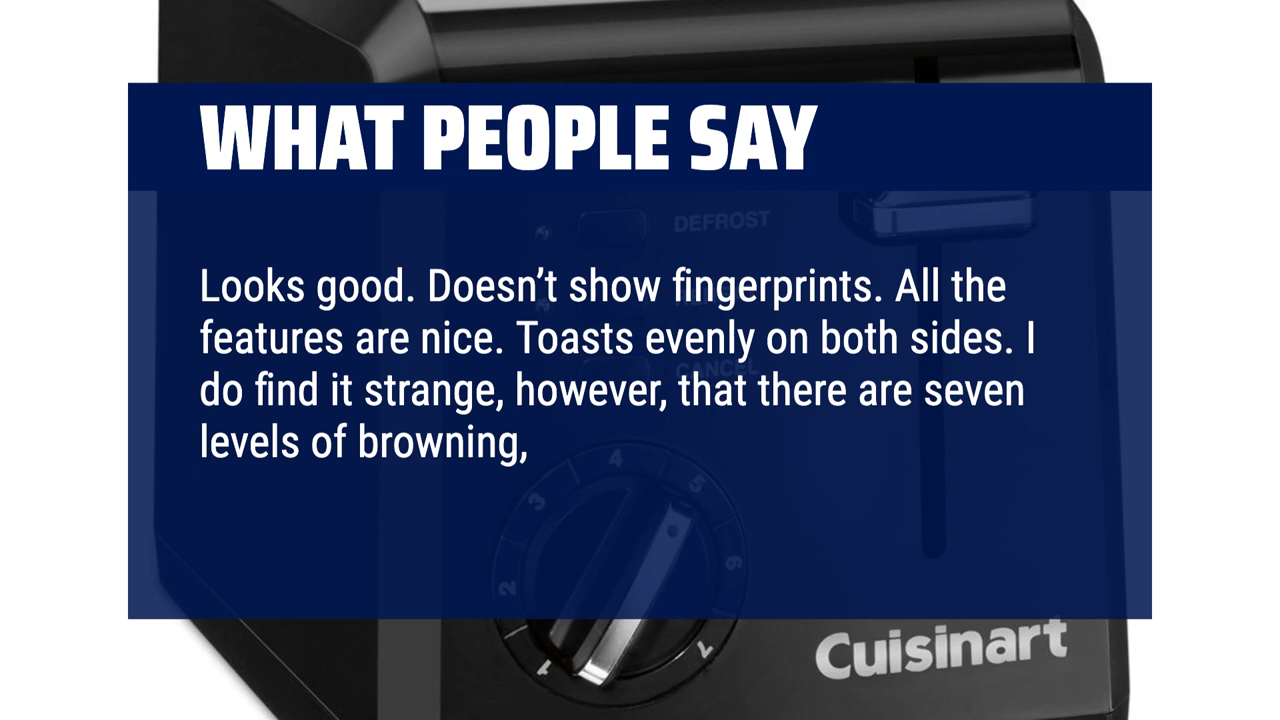 WHAT PEOPLE SAY
DEFROST
Looks good. Doesn’t show fingerprints. All the
features are nice. Toasts evenly on both sides. I
CANCEL
do find it strange, however, that there are seven
levels of browning,
4
3
5
2
6
1
7
Cuisinart